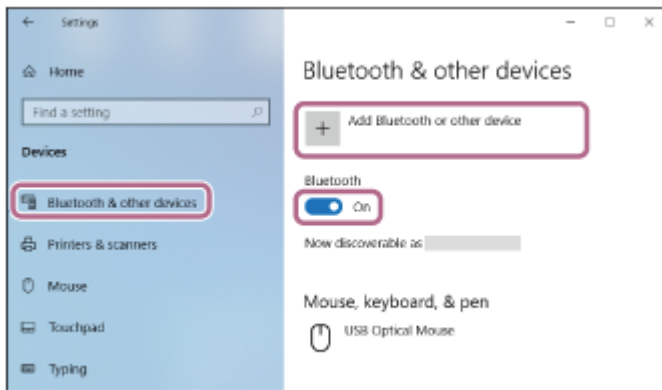 Settings
Home
Find a setting
Devices
Bluetooth & other devices
Printers & scanners
Mouse
Touchpad
Typing
Bluetooth & other devices
Add Bluetooth or other device
Bluetooth
On
Now discoverable as
Mouse, keyboard, & pen
USB Optical Mouse